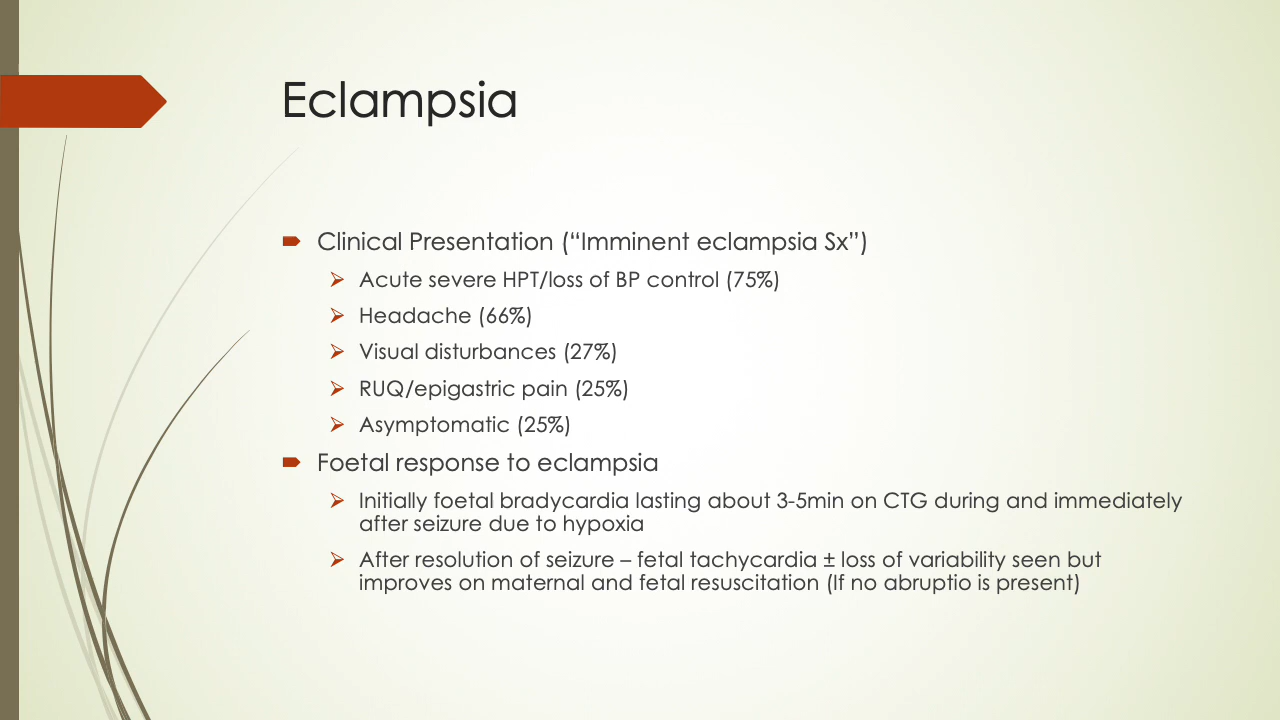 Eclampsia
Clinical Presentation (“Imminent eclampsia Sx”)
Acute severe HPT/loss of BP control (75%)
Headache (66%)
Visual disturbances (27%)
RUQ/epigastric pain (25%)
Asymptomatic (25%)
Foetal response to eclampsia
Initially foetal bradycardia lasting about 3-5min on CTG during and immediately
after seizure due to hypoxia
After resolution of seizure – fetal tachycardia ± loss of variability seen but
improves on maternal and fetal resuscitation (If no abruptio is present)